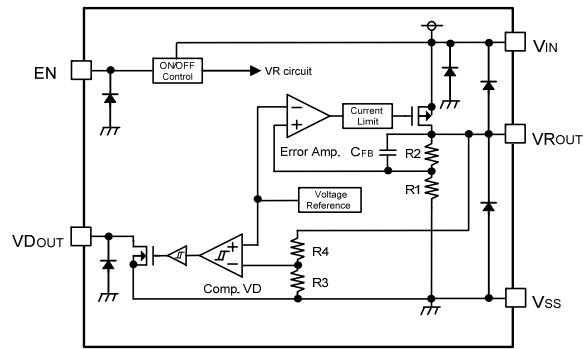 VIN
ON/OFF
Control
EN
VR circuit
−
+
Current
Limit
VROUT
Error Amp.
CFB
R2
R1
Voltage
Reference
VDOUT
+
−
R4
R3
Comp. VD
VSS